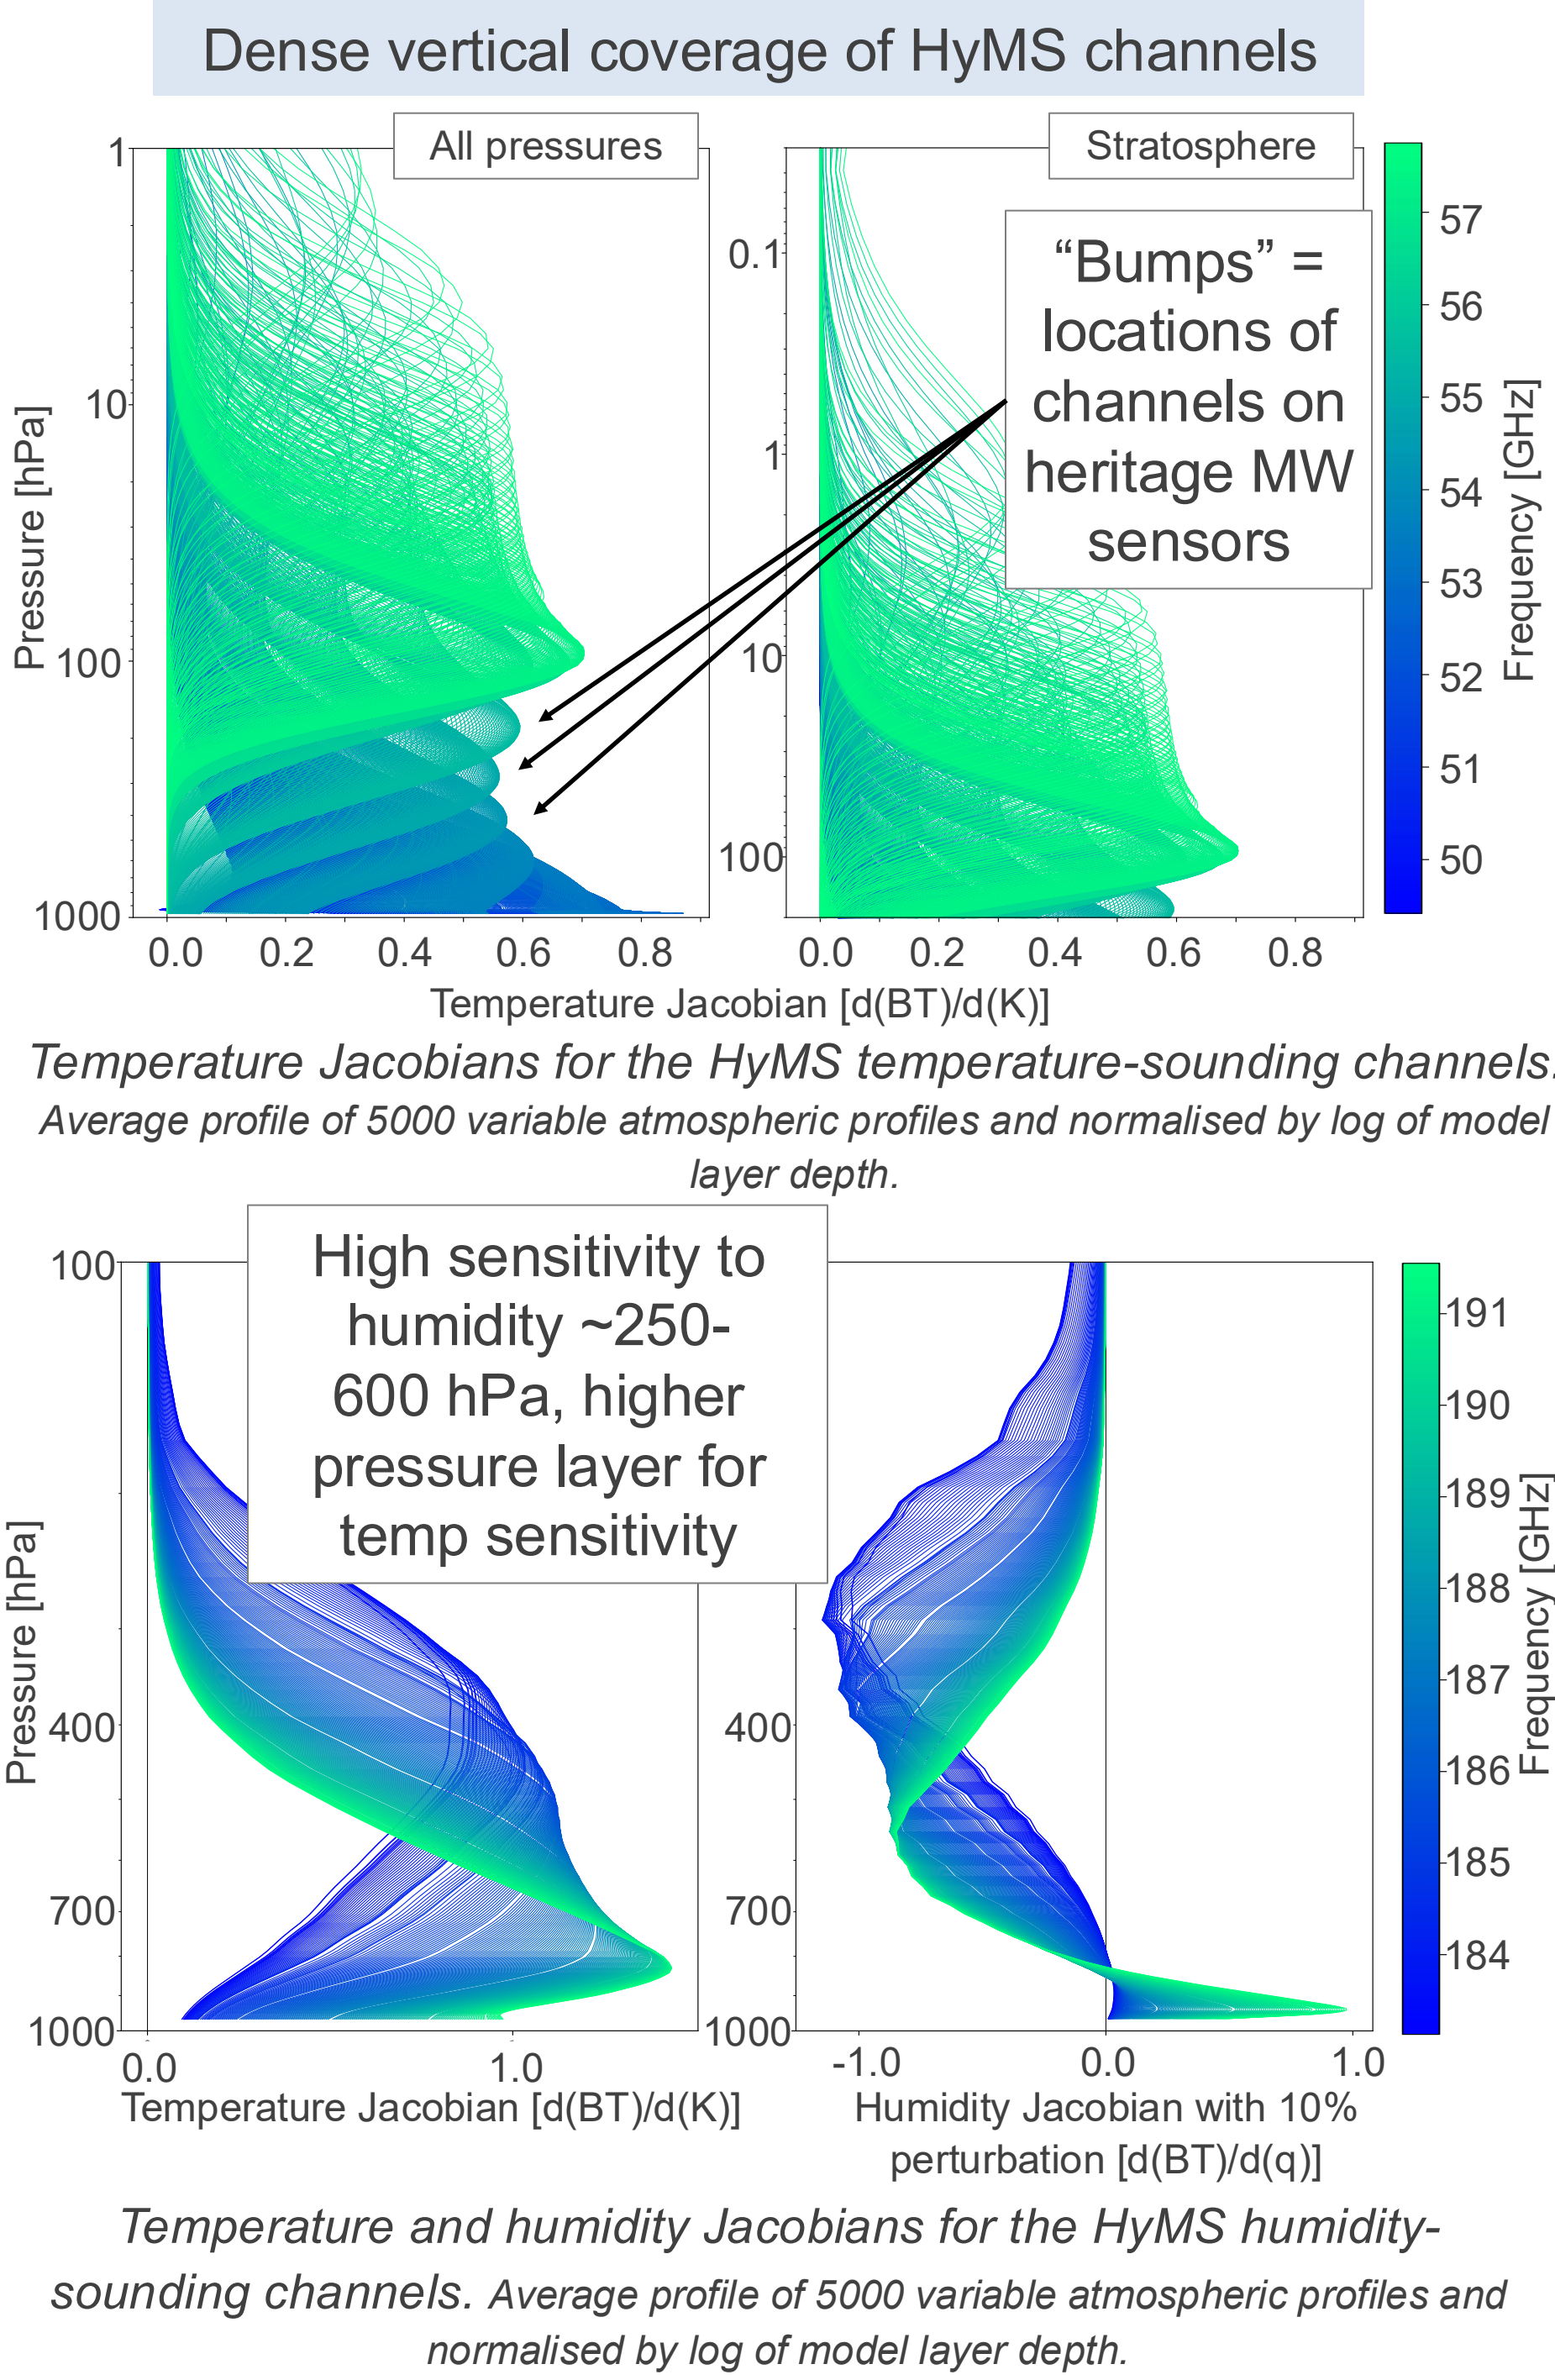 Dense vertical coverage of HyMS channels
All pressures
Stratosphere
1
10
100
1000
Pressure [hPa]
0.0 0.2 0.4 0.6 0.8
0.1
1
10
100
0.0 0.2 0.4 0.6 0.8
“Bumps” =
locations of
channels on
heritage MW
sensors
57
56
55
54
53
52
51
50
Frequency [GHz]
Temperature Jacobian [d(BT)/d(K)]
Temperature Jacobians for the HyMS temperature-sounding channels.
Average profile of 5000 variable atmospheric profiles and normalised by log of model
layer depth.
High sensitivity to
humidity ~250-
600 hPa, higher
pressure layer for
temp sensitivity
100
400
700
1000
Pressure [hPa]
0.0 1.0
Temperature Jacobian [d(BT)/d(K)]
400
700
1000
-1.0 0.0 1.0
Humidity Jacobian with 10%
perturbation [d(BT)/d(q)]
191
190
189
188
187
186
185
184
Frequency [GHz]
Temperature and humidity Jacobians for the HyMS humidity-
sounding channels. Average profile of 5000 variable atmospheric profiles and
normalised by log of model layer depth.